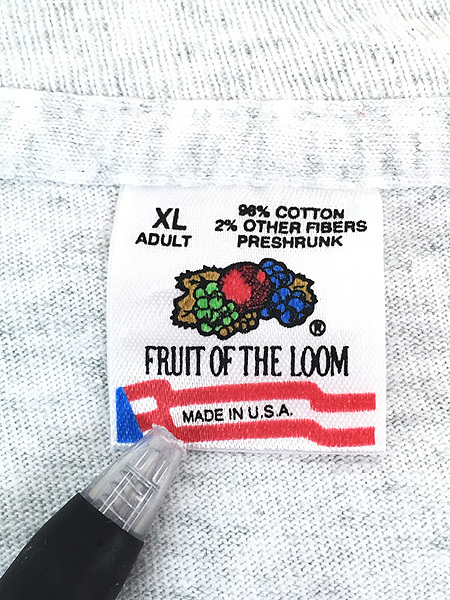 XL
ADULT
98% COTTON
2% OTHER FIBERS
PRESHRUNK
®
FRUIT OF THE LOOM
MADE IN U.S.A.